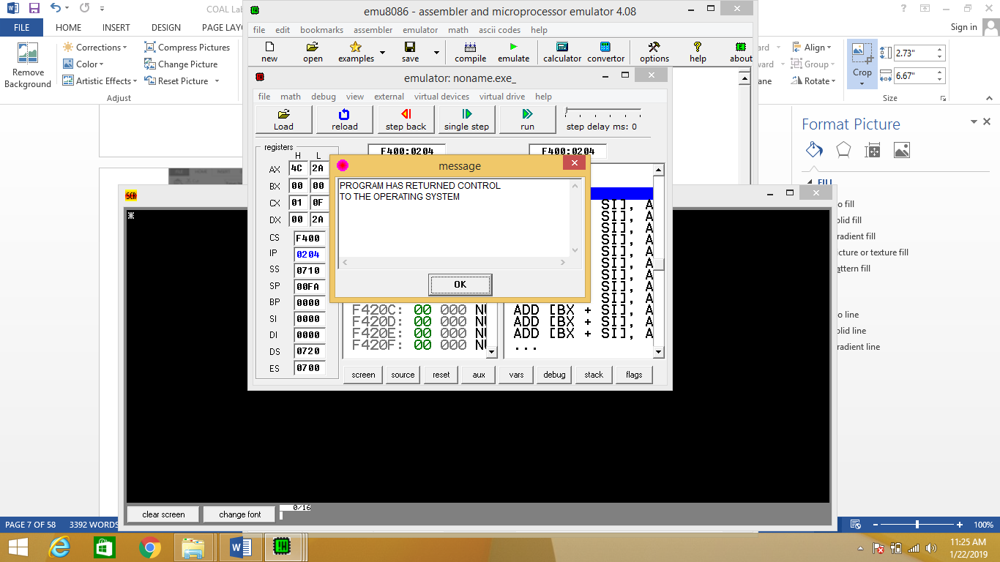 COAL La
Sign in
FILE HOME INSERT DESIGN PAGE LAY
Remove Background
Corrections
Color
Artistic Effects
Compress Pictures
Change Picture
Reset Picture
Adjust
Align
Group
Rotate
Crop
2.73"
6.67"
Size
Format Picture
FILL
emu8086 - assembler and microprocessor emulator 4.08
file edit bookmarks assembler emulator math ascii codes help
new open examples save compile emulate calculator convertor options help about
emulator: noname.exe_
file math debug view external virtual devices virtual drive help
Load reload step back single step run step delay ms: 0
registers F400:0204 F400:0204
H L
AX 4C 2A
BX 00 00
CX 01 0F
DX 00 2A
CS F400
IP 0204
SS 0710
SP 00FA
BP 0000
SI 0000
DI 0000
DS 0720
ES 0700
message
PROGRAM HAS RETURNED CONTROL
TO THE OPERATING SYSTEM
OK
SI], A
SI], A
SI], A
SI], A
SI], A
SI], A
SI], A
SI], A
SI], A
F420C: 00 000 NU ADD [BX + SI], A
F420D: 00 000 NU ADD [BX + SI], A
F420E: 00 000 NU ADD [BX + SI], A
F420F: 00 000 NU ...
screen source reset aux vars debug stack flags
*
clear screen change font 0/16
o fill
olid fill
radient fill
icture or texture fill
attern fill
o line
olid line
radient line
PAGE 7 OF 58 3392 WORDS
100%
11:25 AM
1/22/2019